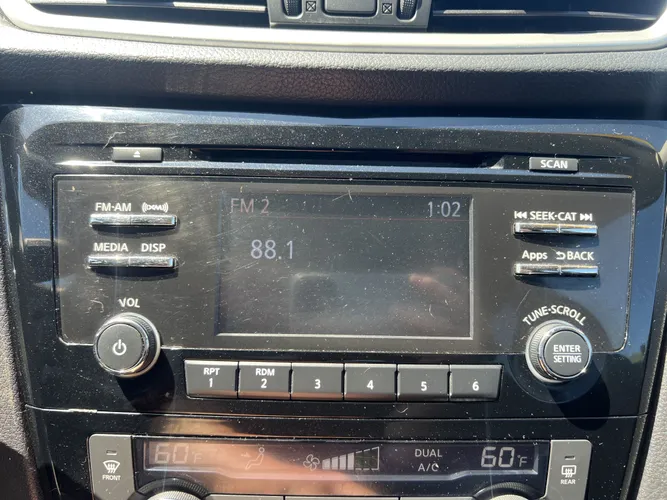 SCAN
FM·AM (((XM)))
FM 2 1:02
SEEK·CAT
MEDIA DISP
88.1
Apps BACK
VOL
TUNE·SCROLL
ENTER
SETTING
RPT RDM
1 2 3 4 5 6
60°F DUAL 60°F
A/C
FRONT REAR